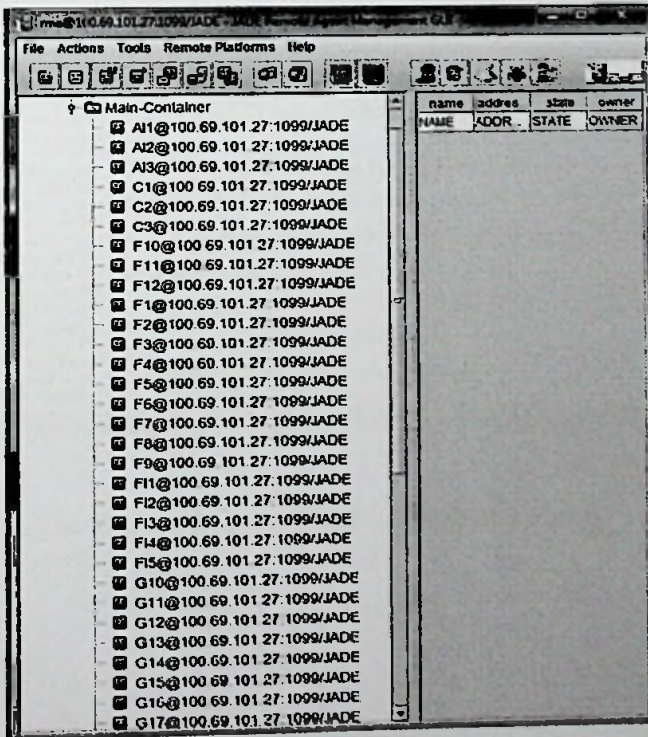 rma@100.69.101.27:1099/JADE - JADE Remote Agent Management GUI
File Actions Tools Remote Platforms Help
Main-Container
AI1@100.69.101.27:1099/JADE
AI2@100.69.101.27:1099/JADE
AI3@100.69.101.27:1099/JADE
C1@100.69.101.27:1099/JADE
C2@100.69.101.27:1099/JADE
C3@100.69.101.27:1099/JADE
F10@100.69.101.27:1099/JADE
F11@100.69.101.27:1099/JADE
F12@100.69.101.27:1099/JADE
F1@100.69.101.27:1099/JADE
F2@100.69.101.27:1099/JADE
F3@100.69.101.27:1099/JADE
F4@100.69.101.27:1099/JADE
F5@100.69.101.27:1099/JADE
F6@100.69.101.27:1099/JADE
F7@100.69.101.27:1099/JADE
F8@100.69.101.27:1099/JADE
F9@100.69.101.27:1099/JADE
FI1@100.69.101.27:1099/JADE
FI2@100.69.101.27:1099/JADE
FI3@100.69.101.27:1099/JADE
FI4@100.69.101.27:1099/JADE
FI5@100.69.101.27:1099/JADE
G10@100.69.101.27:1099/JADE
G11@100.69.101.27:1099/JADE
G12@100.69.101.27:1099/JADE
G13@100.69.101.27:1099/JADE
G14@100.69.101.27:1099/JADE
G15@100.69.101.27:1099/JADE
G16@100.69.101.27:1099/JADE
G17@100.69.101.27:1099/JADE
name addres state owner
NAME ADDR... STATE OWNER